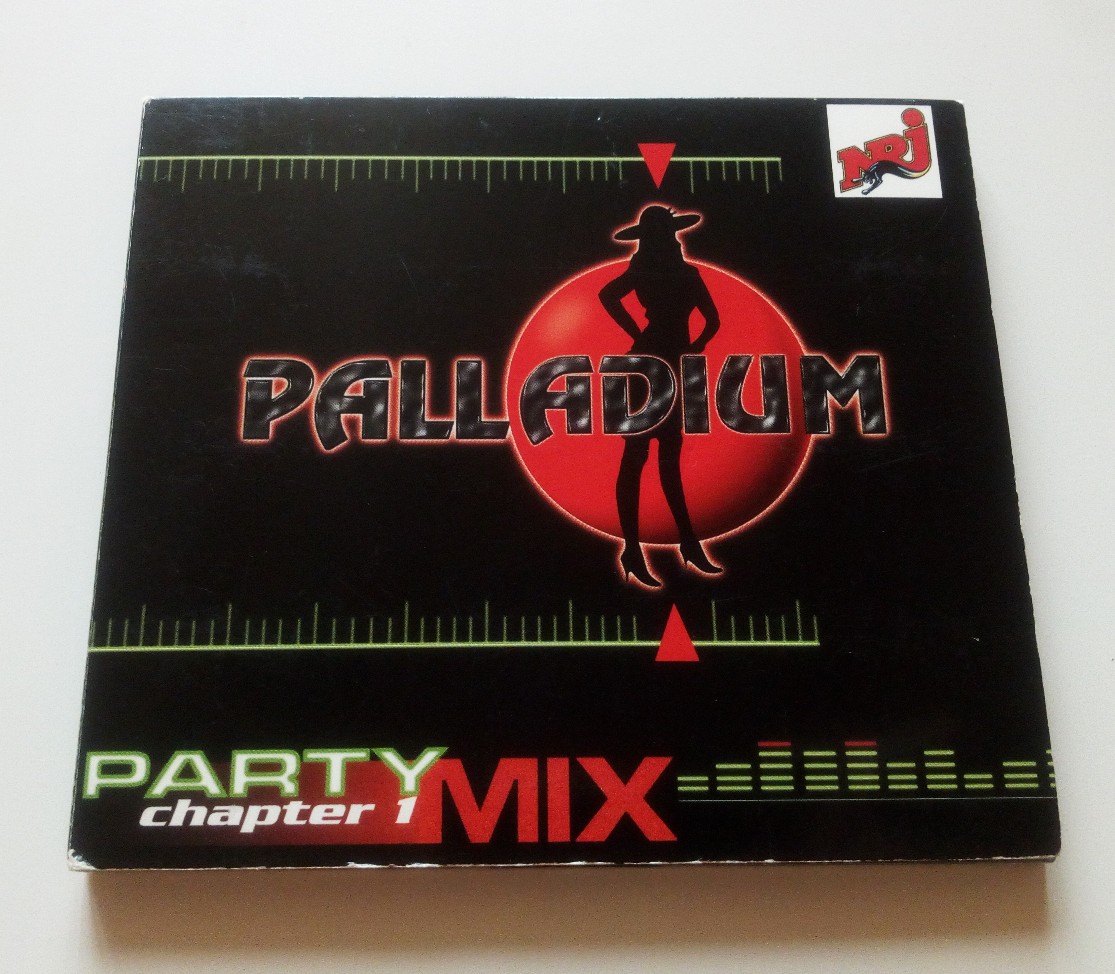 NRJ
PALLADIUM
PARTY MIX
chapter 1